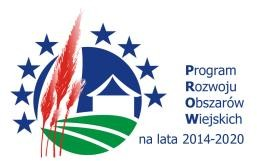 Program
Rozwoju
Obszarów
Wiejskich
na lata 2014-2020